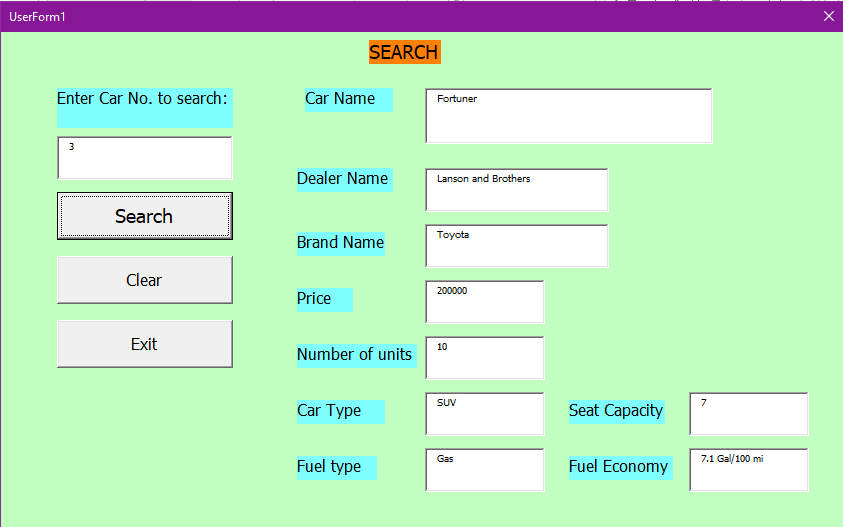 UserForm1
SEARCH
Enter Car No. to search:
3
Search
Clear
Exit
Car Name
Fortuner
Dealer Name
Lanson and Brothers
Brand Name
Toyota
Price
200000
Number of units
10
Car Type
SUV
Seat Capacity
7
Fuel type
Gas
Fuel Economy
7.1 Gal/100 mi